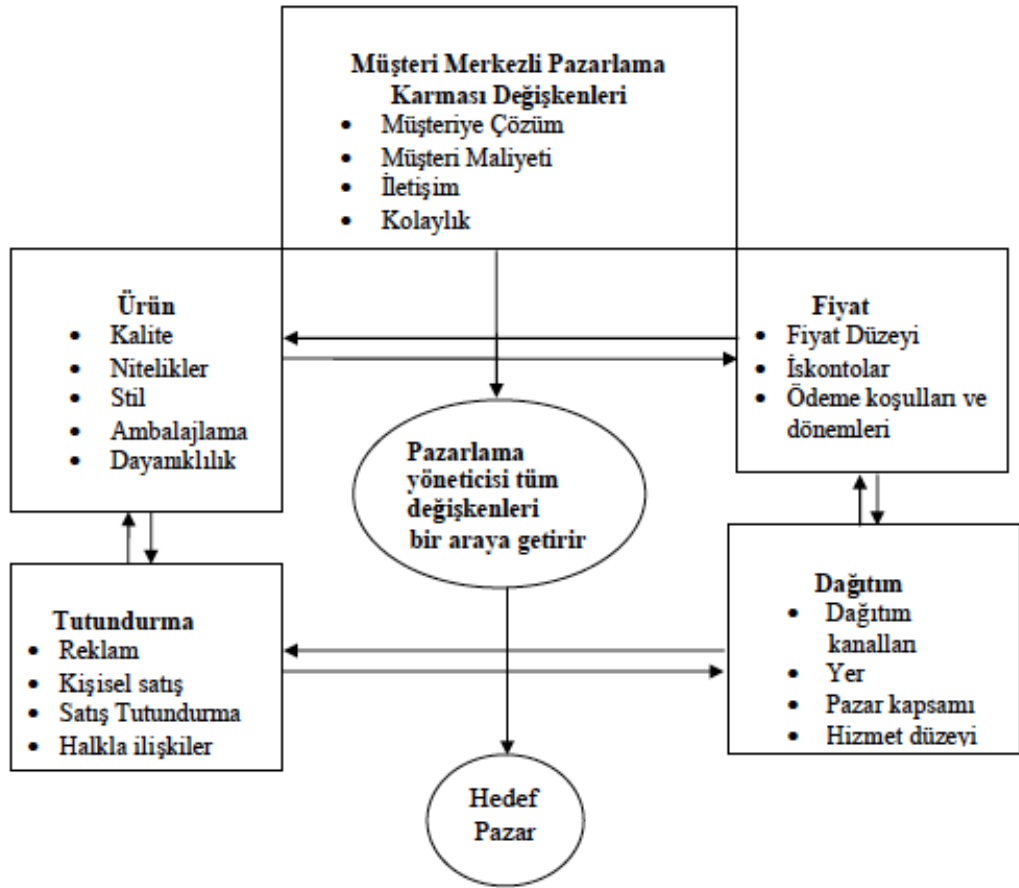 Müşteri Merkezli Pazarlama
Karması Değişkenleri
• Müşteriye Çözüm
• Müşteri Maliyeti
• İletişim
• Kolaylık
Ürün
• Kalite
• Nitelikler
• Stil
• Ambalajlama
• Dayanıklılık
Fiyat
• Fiyat Düzeyi
• İskontolar
• Ödeme koşulları ve
dönemleri
Pazarlama
yöneticisi tüm
değişkenleri
bir araya getirir
Tutundurma
• Reklam
• Kişisel satış
• Satış Tutundurma
• Halkla ilişkiler
Dağıtım
• Dağıtım
kanalları
• Yer
• Pazar kapsamı
• Hizmet düzeyi
Hedef
Pazar